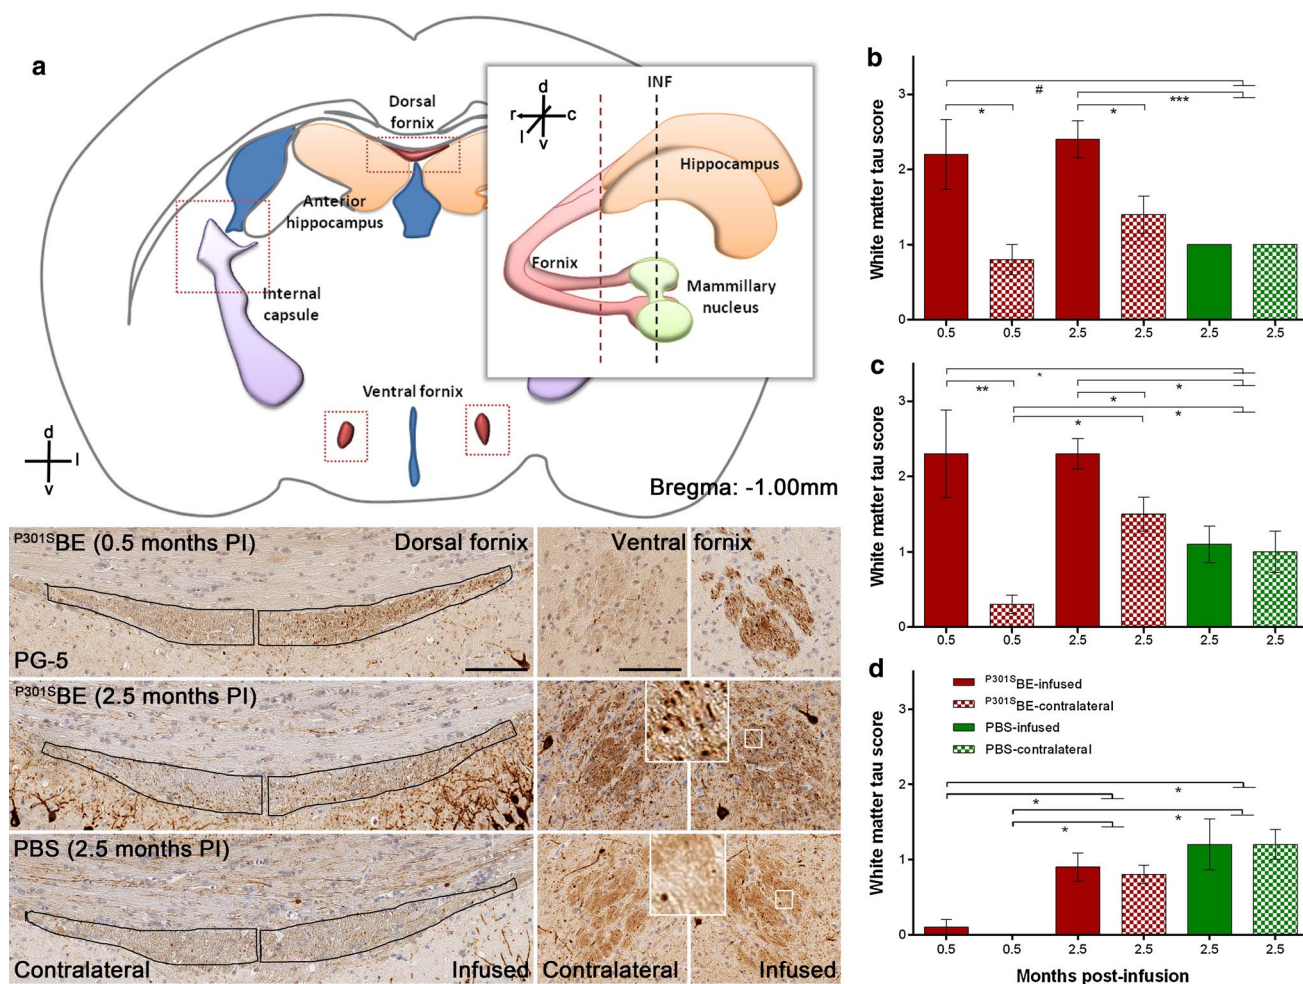 a
Dorsal
fornix
Anterior
hippocampus
Internal
capsule
Ventral fornix
d
l
v
Bregma: -1.00mm
INF
d
r
c
l
v
Hippocampus
Fornix
Mammillary
nucleus
P301SBE (0.5 months PI)
Dorsal fornix
Ventral fornix
PG-5
P301SBE (2.5 months PI)
PBS (2.5 months PI)
Contralateral
Infused
Contralateral
Infused
b
White matter tau score
3
2
1
0
#
***
*
*
0.5 0.5 2.5 2.5 2.5 2.5
c
White matter tau score
3
2
1
0
*
**
*
*
*
*
0.5 0.5 2.5 2.5 2.5 2.5
d
White matter tau score
3
2
1
0
P301SBE-infused
P301SBE-contralateral
PBS-infused
PBS-contralateral
*
*
*
*
0.5 0.5 2.5 2.5 2.5 2.5
Months post-infusion